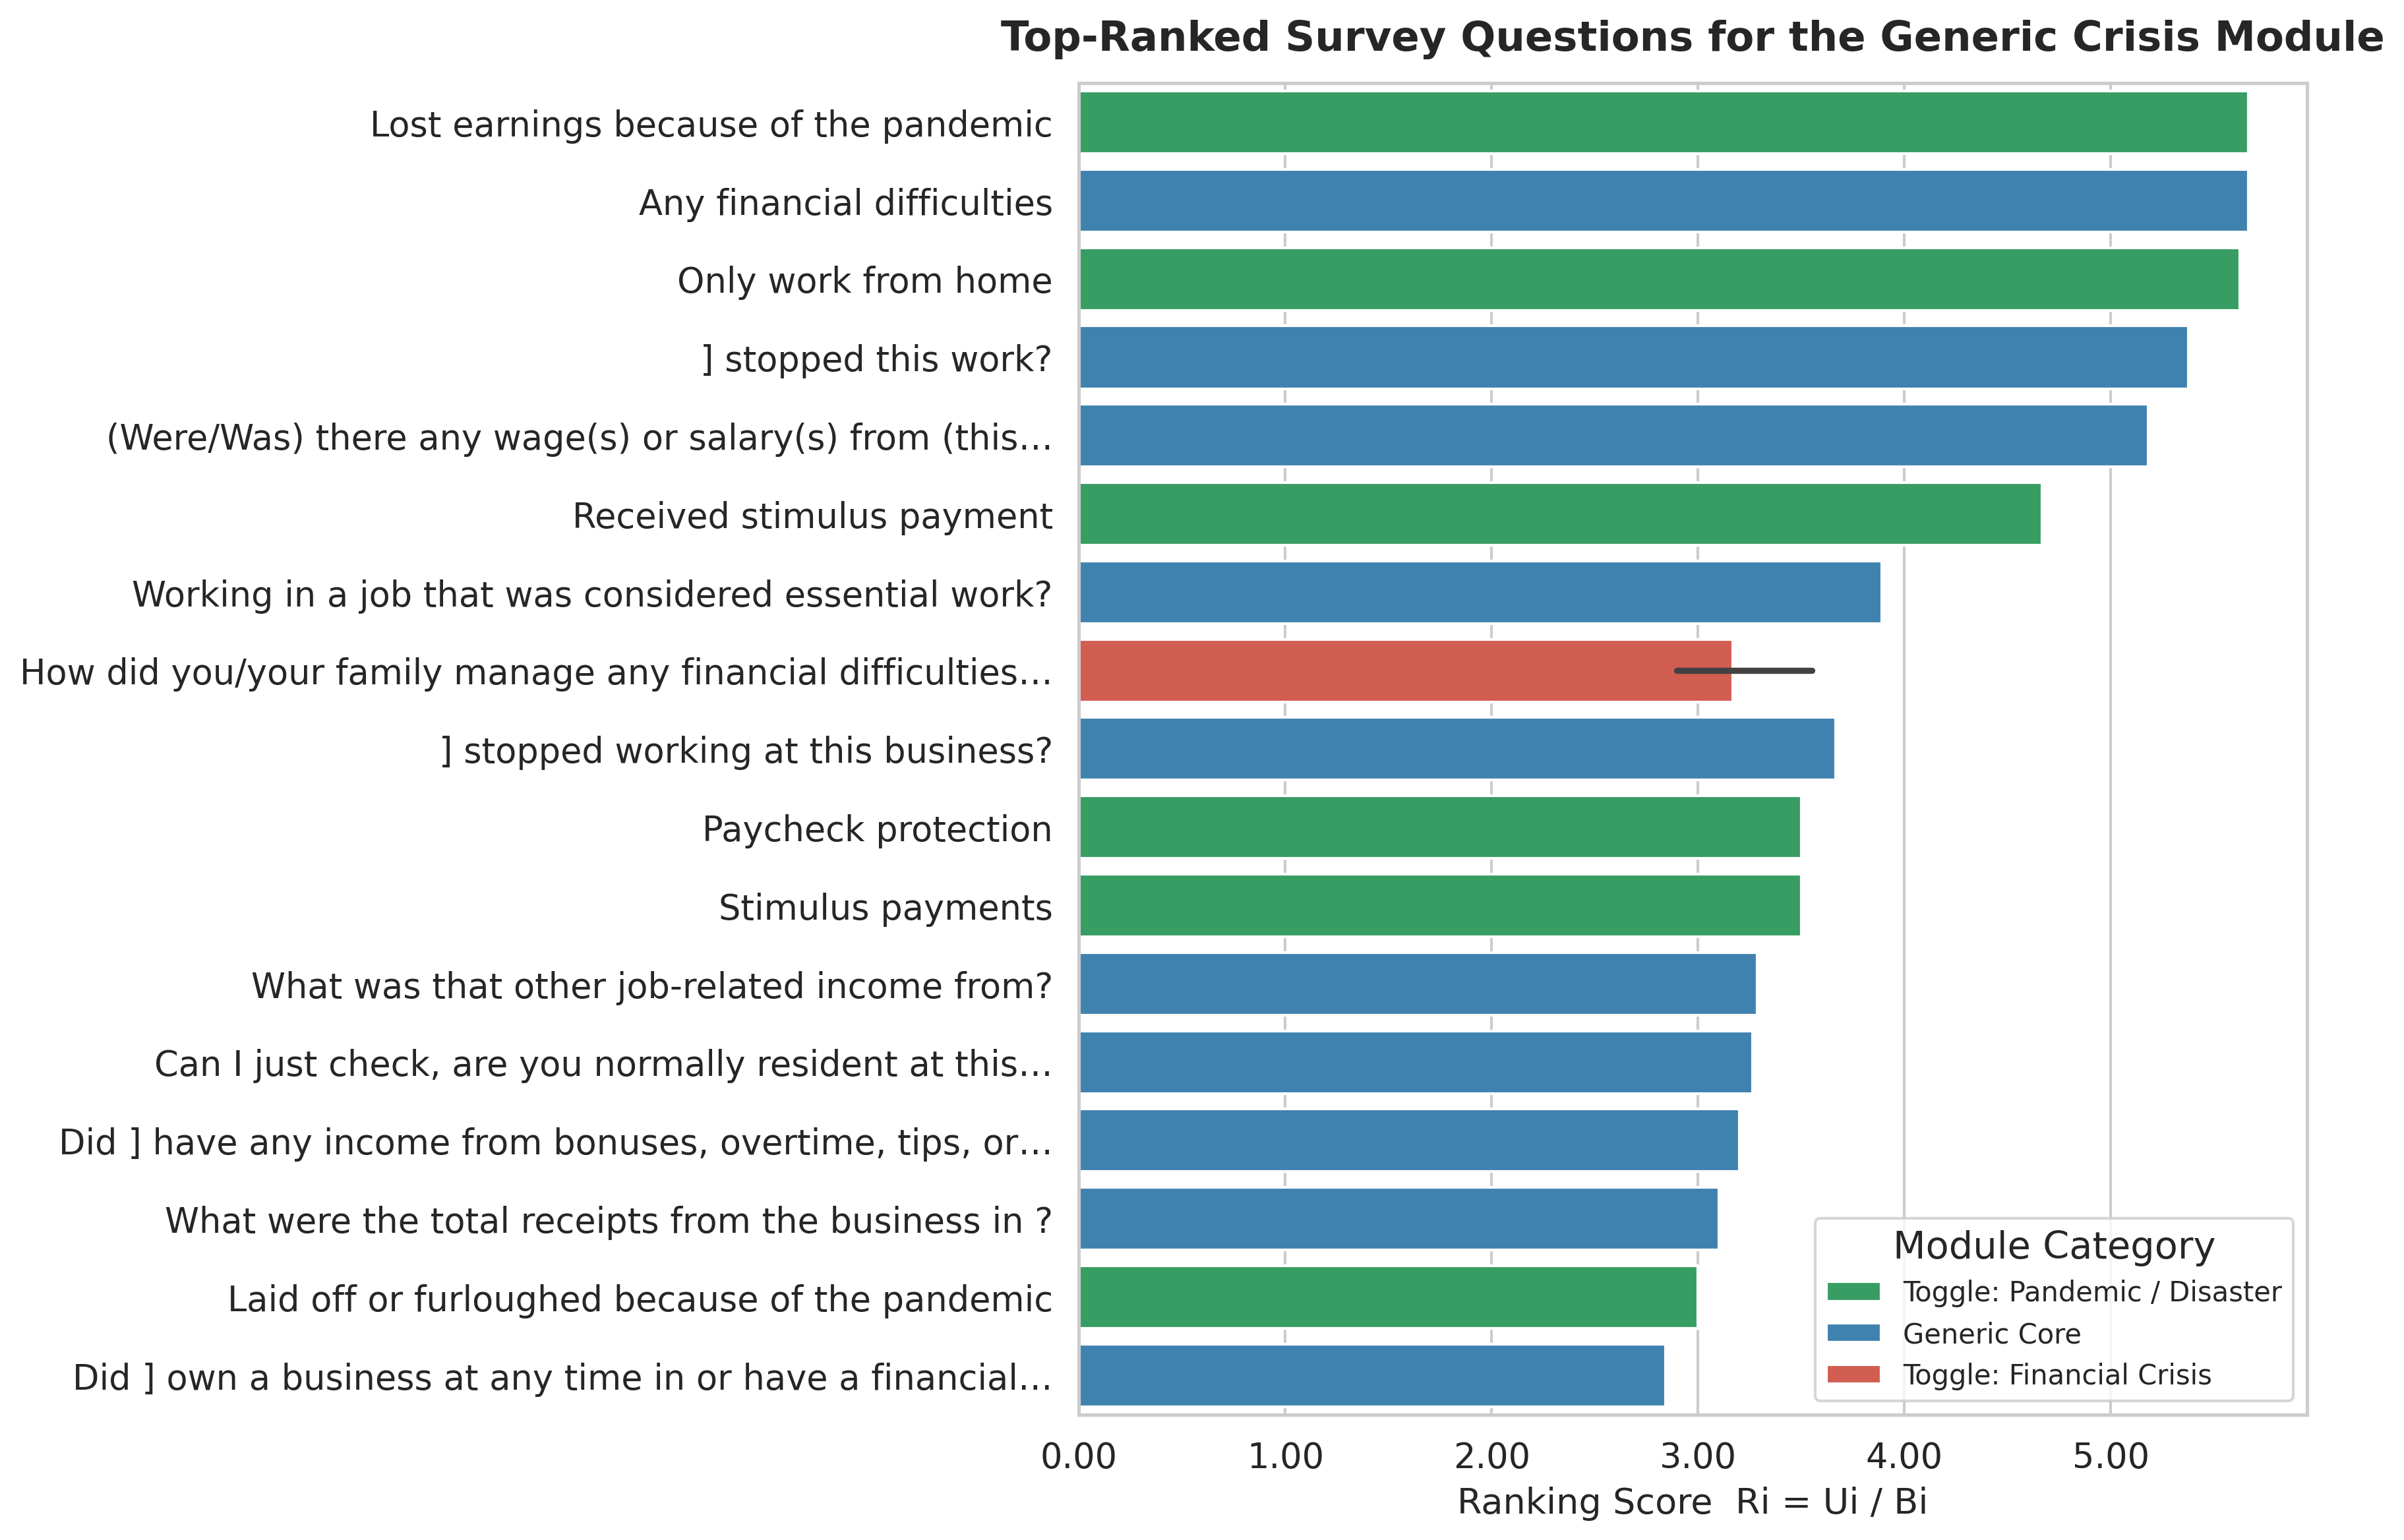 Top-Ranked Survey Questions for the Generic Crisis Module
Lost earnings because of the pandemic
Any financial difficulties
Only work from home
] stopped this work?
(Were/Was) there any wage(s) or salary(s) from (this...
Received stimulus payment
Working in a job that was considered essential work?
How did you/your family manage any financial difficulties...
] stopped working at this business?
Paycheck protection
Stimulus payments
What was that other job-related income from?
Can I just check, are you normally resident at this...
Did ] have any income from bonuses, overtime, tips, or...
What were the total receipts from the business in ?
Laid off or furloughed because of the pandemic
Did ] own a business at any time in or have a financial...
Module Category
Toggle: Pandemic / Disaster
Generic Core
Toggle: Financial Crisis
0.00 1.00 2.00 3.00 4.00 5.00
Ranking Score Ri = Ui / Bi